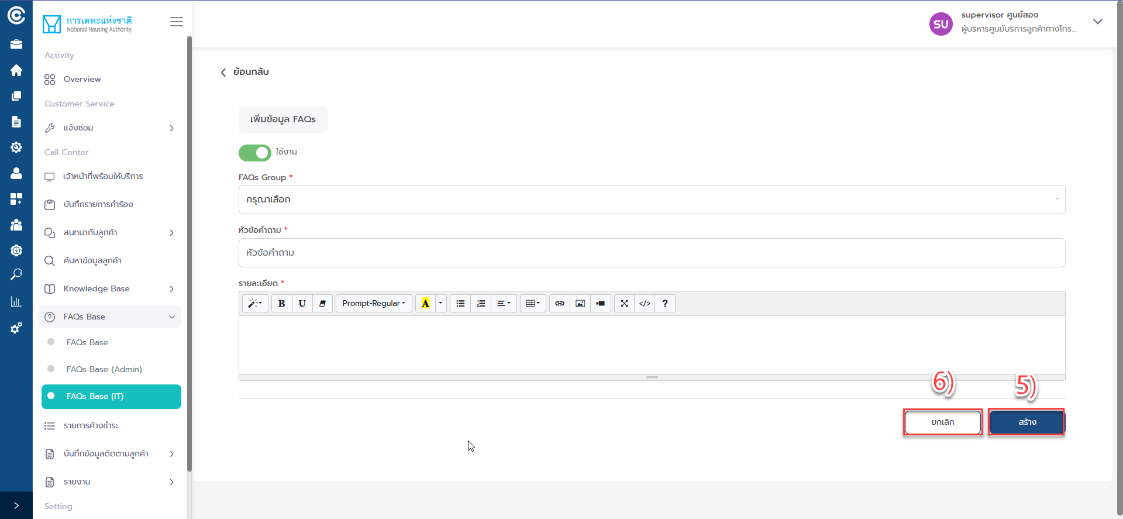 การเคหะแห่งชาติ
National Housing Authority
supervisor ศูนย์สอง
SU
ผู้บริหารศูนย์บริการลูกค้าทางโทร...
Activity
Overview
Customer Service
แจ้งซ่อม
Call Center
เจ้าหน้าที่พร้อมให้บริการ
บันทึกรายการคำร้อง
สนทนากับลูกค้า
ค้นหาข้อมูลลูกค้า
Knowledge Base
FAQs Base
FAQs Base
FAQs Base (Admin)
FAQs Base (IT)
รายการค้างชำระ
บันทึกข้อมูลติดตามลูกค้า
รายงาน
Setting
ย้อนกลับ
เพิ่มข้อมูล FAQs
ใช้งาน
FAQs Group *
กรุณาเลือก
หัวข้อคำถาม *
หัวข้อคำถาม
รายละเอียด *
B U Prompt-Regular A </> ?
6) 5)
ยกเลิก สร้าง